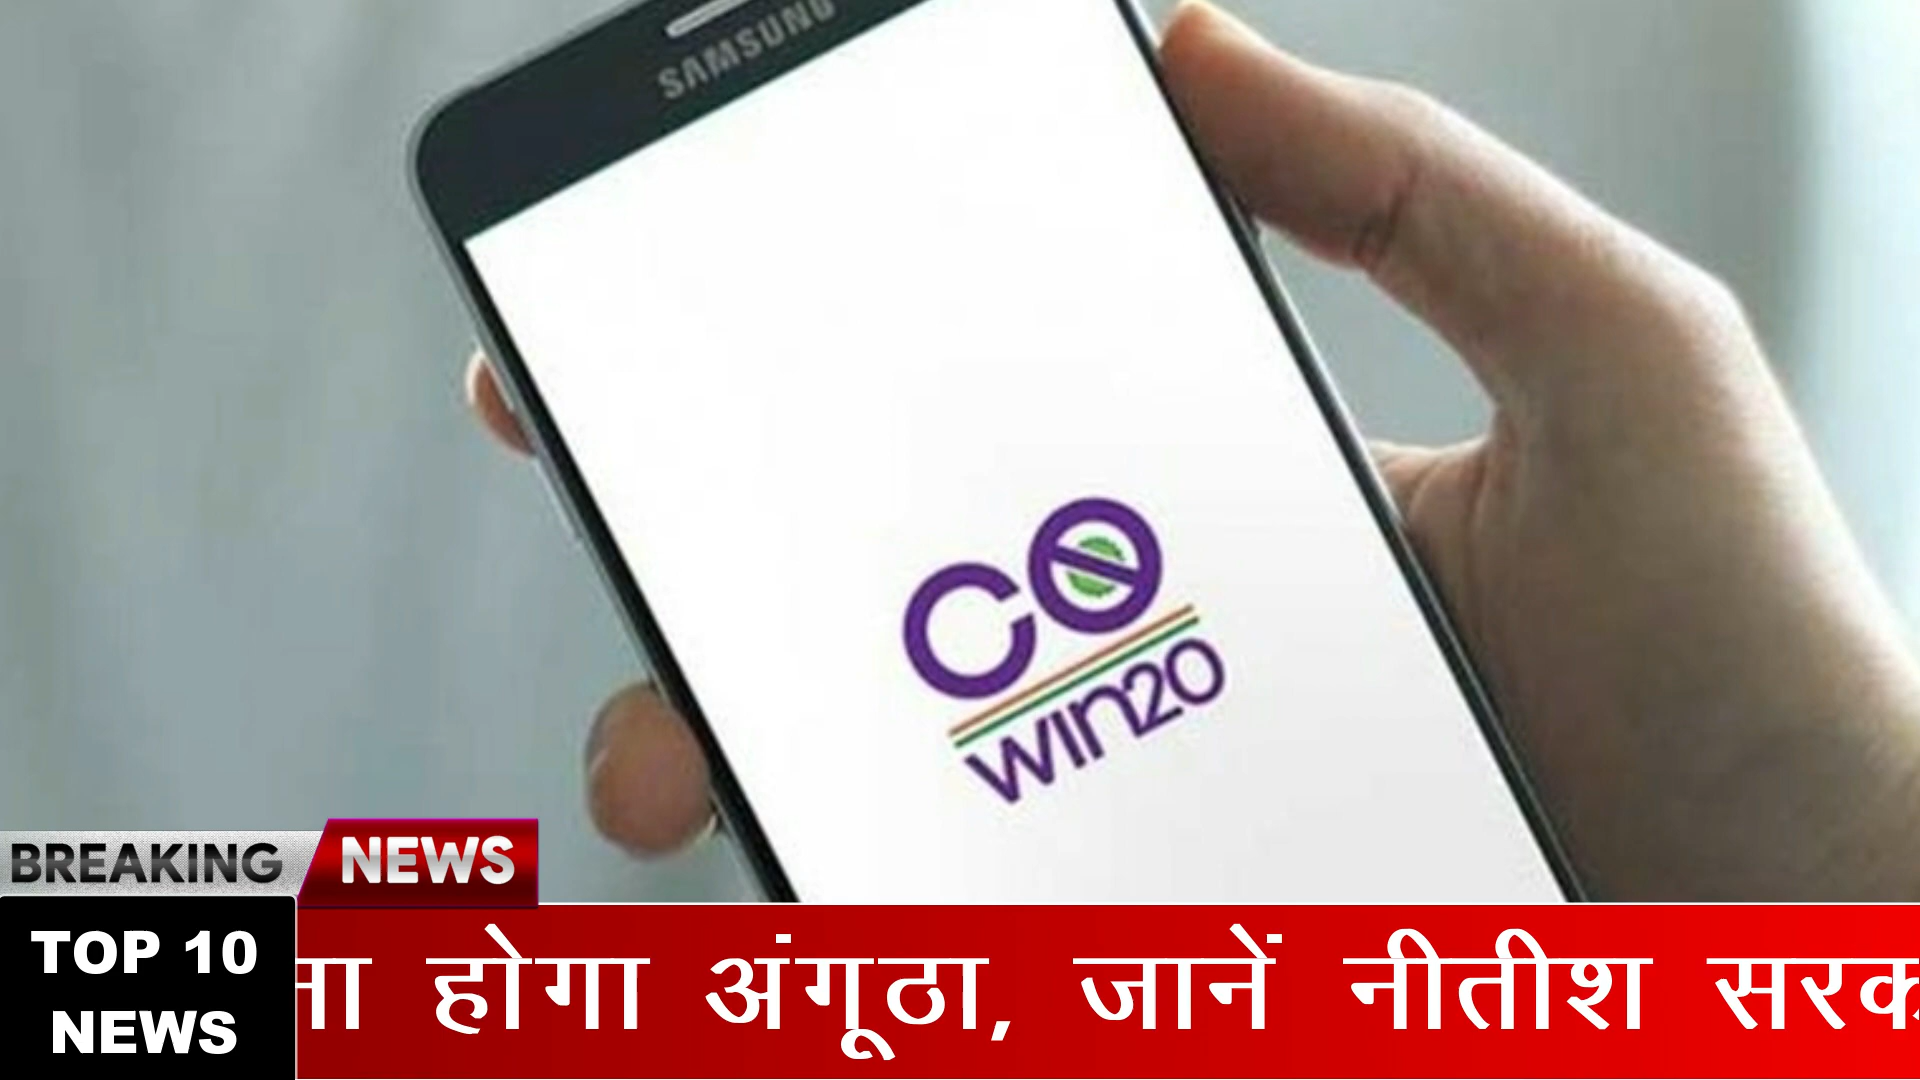 SAMSUNG
CO
WIN20
BREAKING NEWS
TOP 10
NEWS
होगा अंगूठा, जानें नीतीश